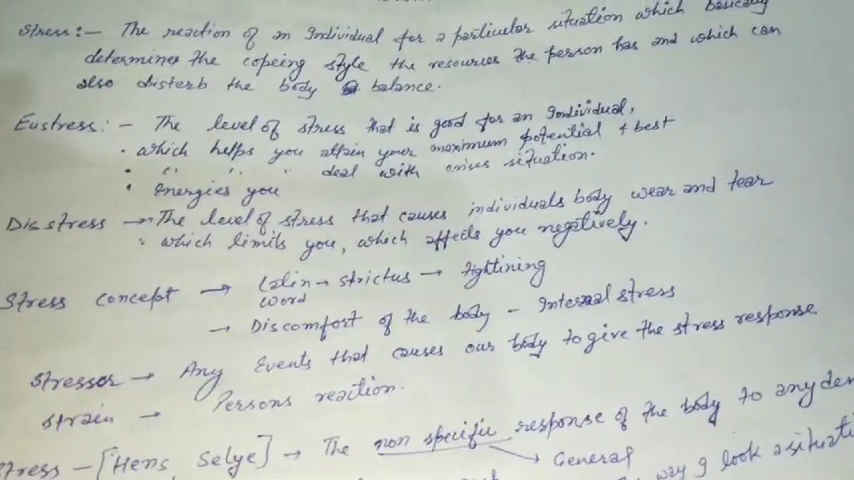 Stress:- The reaction of an Individual for a particular situation which basically
determines the copeing style the resources the person has and which can
also disturb the body balance.
Eustress:- The level of stress that is good for an Individual,
• which helps you attain your maximum potential & best
• " " " deal with crises situation.
• Energies you
Disstress → The level of stress that causes individuals body wear and tear
• which limits you, which affects you negatively.
Stress concept → Latin → strictus → tightining
word
→ Discomfort of the body - Internal stress
Stressor → Any Events that causes our body to give the stress response
strain → Persons reaction.
Stress - [Hens, Selye] → The non specific response of the body to any
→ General
way I look a